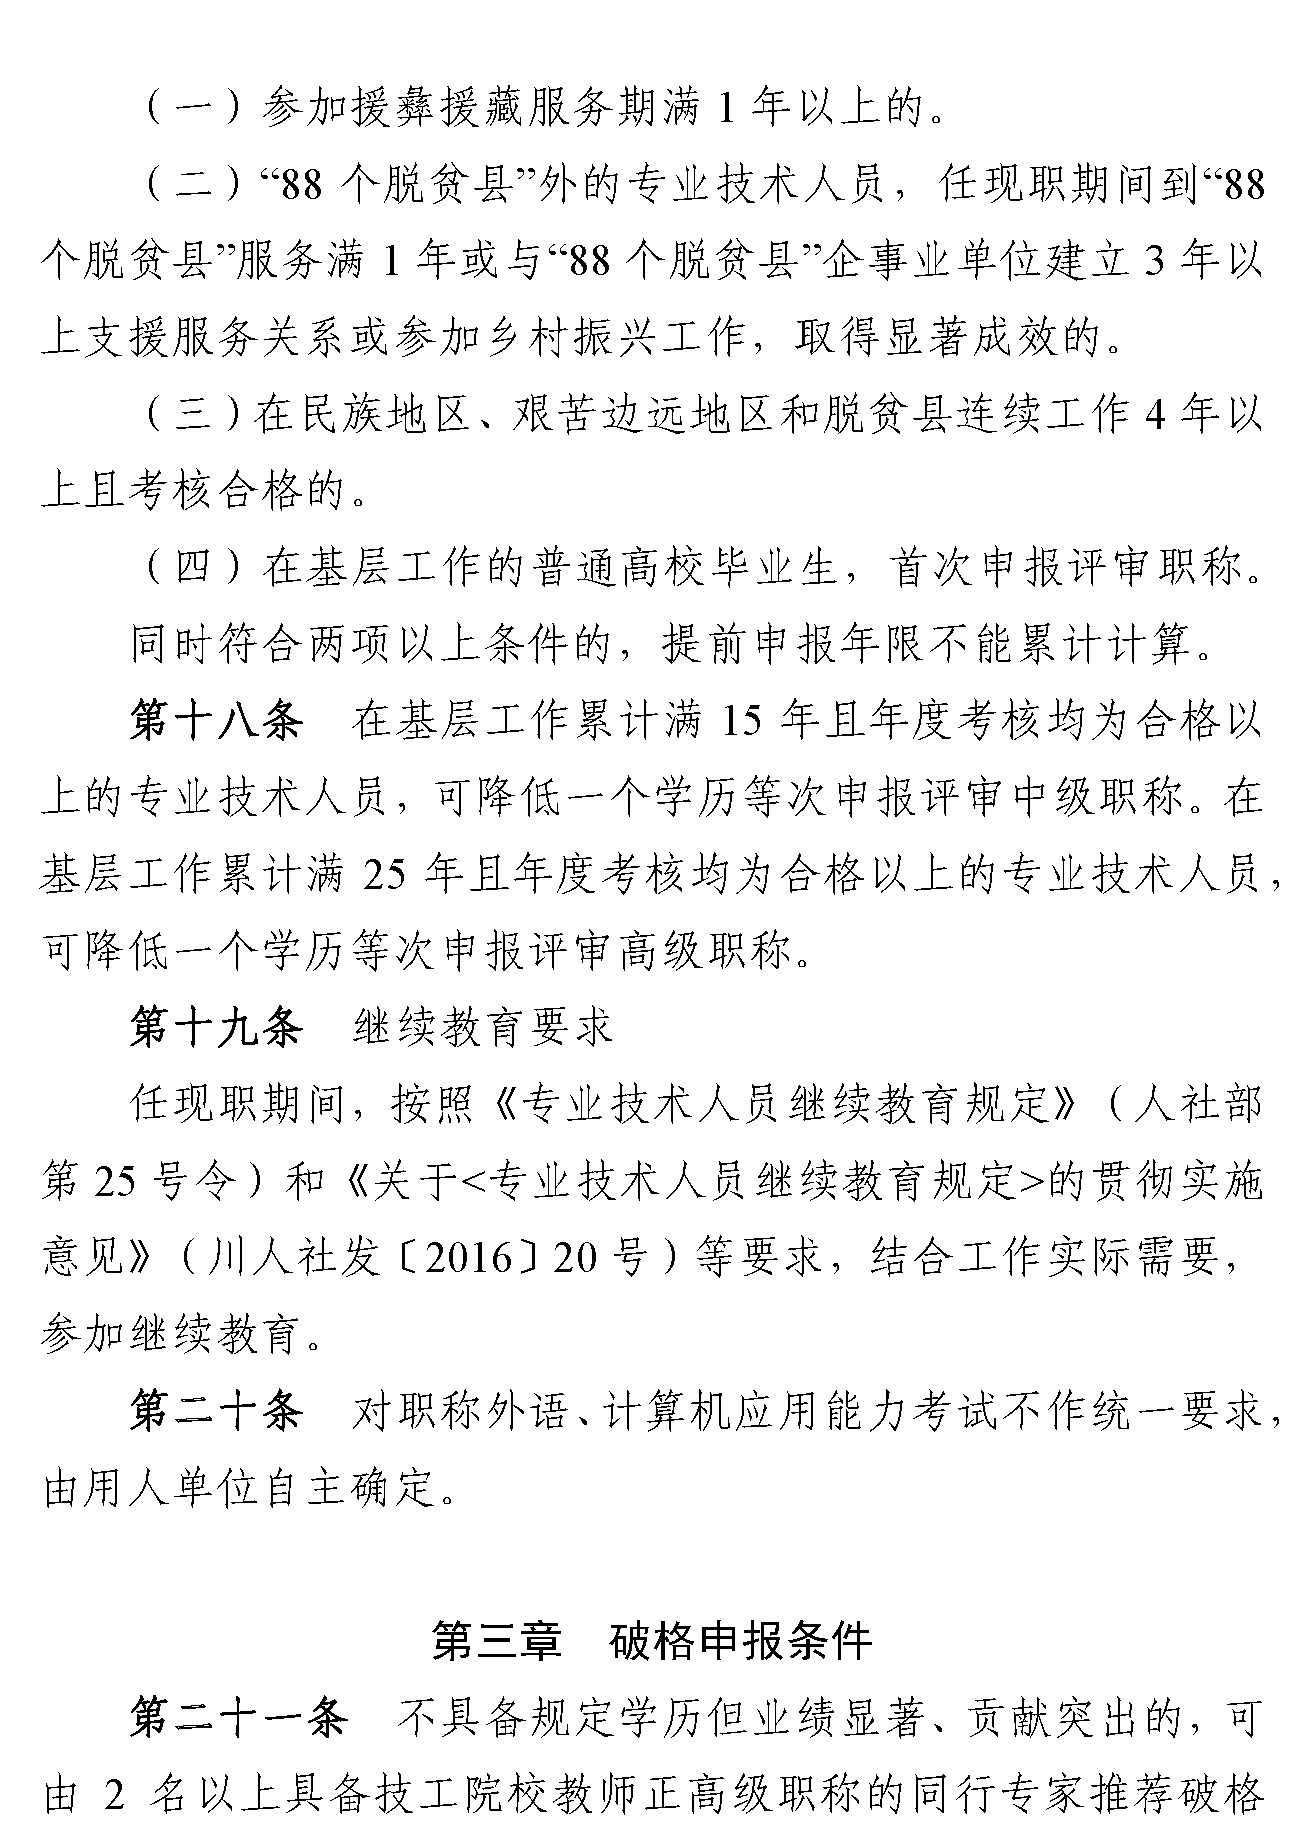 （一）参加援彝援藏服务期满 1 年以上的。
（二）“88 个脱贫县”外的专业技术人员，任现职期间到“88
个脱贫县”服务满 1 年或与“88 个脱贫县”企事业单位建立 3 年以
上支援服务关系或参加乡村振兴工作，取得显著成效的。
（三）在民族地区、艰苦边远地区和脱贫县连续工作 4 年以
上且考核合格的。
（四）在基层工作的普通高校毕业生，首次申报评审职称。
同时符合两项以上条件的，提前申报年限不能累计计算。
第十八条　在基层工作累计满 15 年且年度考核均为合格以
上的专业技术人员，可降低一个学历等次申报评审中级职称。在
基层工作累计满 25 年且年度考核均为合格以上的专业技术人员，
可降低一个学历等次申报评审高级职称。
第十九条　继续教育要求
任现职期间，按照《专业技术人员继续教育规定》（人社部
第 25 号令）和《关于<专业技术人员继续教育规定>的贯彻实施
意见》（川人社发〔2016〕20 号）等要求，结合工作实际需要，
参加继续教育。
第二十条　对职称外语、计算机应用能力考试不作统一要求，
由用人单位自主确定。
第三章　破格申报条件
第二十一条　不具备规定学历但业绩显著、贡献突出的，可
由 2 名以上具备技工院校教师正高级职称的同行专家推荐破格